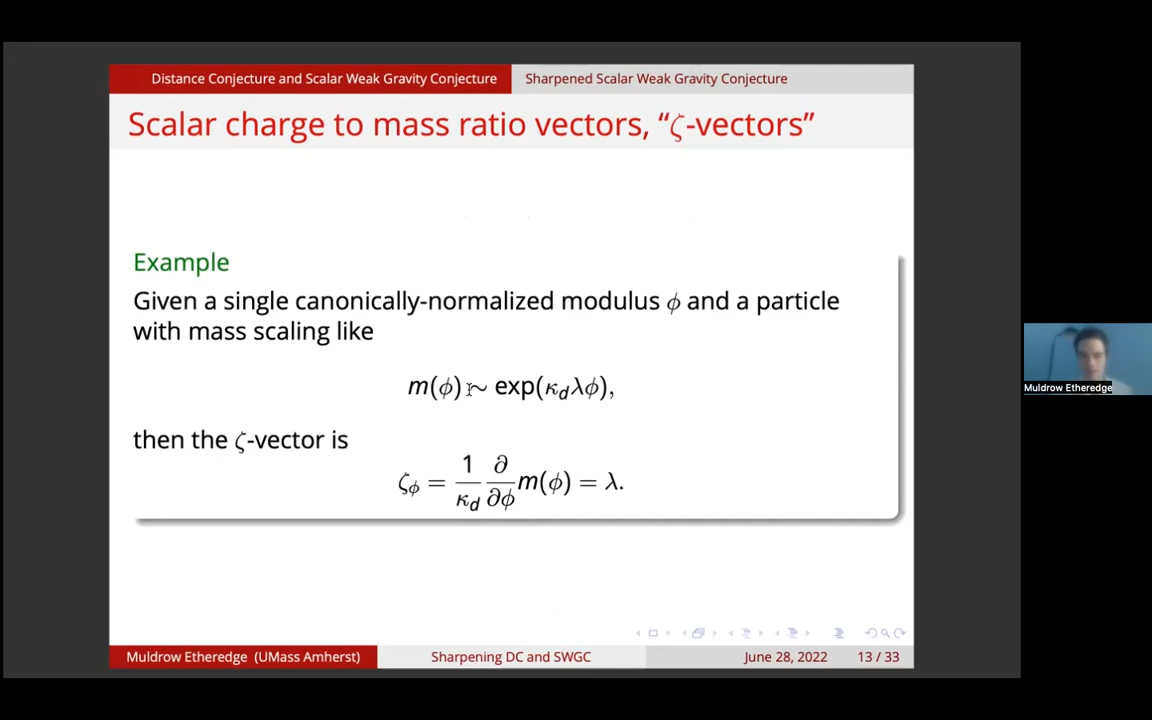 Distance Conjecture and Scalar Weak Gravity Conjecture Sharpened Scalar Weak Gravity Conjecture
Scalar charge to mass ratio vectors, “ζ-vectors”
Example
Given a single canonically-normalized modulus ϕ and a particle
with mass scaling like
m(ϕ) ∼ exp(κ_d λϕ),
then the ζ-vector is
ζ_ϕ = 1/κ_d ∂/∂ϕ m(ϕ) = λ.
Muldrow Etheredge
Muldrow Etheredge (UMass Amherst) Sharpening DC and SWGC June 28, 2022 13 / 33